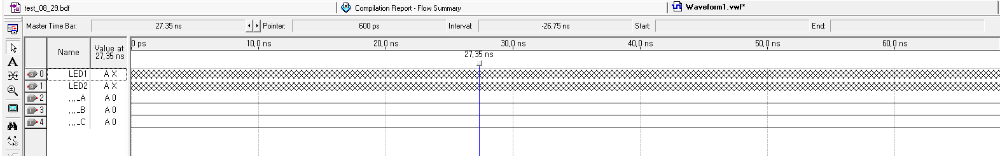 test_08_29.bdf
Compilation Report - Flow Summary
Waveform1.vwf*
Master Time Bar: 27.35 ns Pointer: 600 ps Interval: -26.75 ns Start: End:
Name Value at 27,35 ns
0 ps 10,0 ns 20,0 ns 30,0 ns 40,0 ns 50,0 ns 60,0 ns
27,35 ns
0 LED1 A X
1 LED2 A X
2 ..._A A 0
3 ..._B A 0
4 ..._C A 0